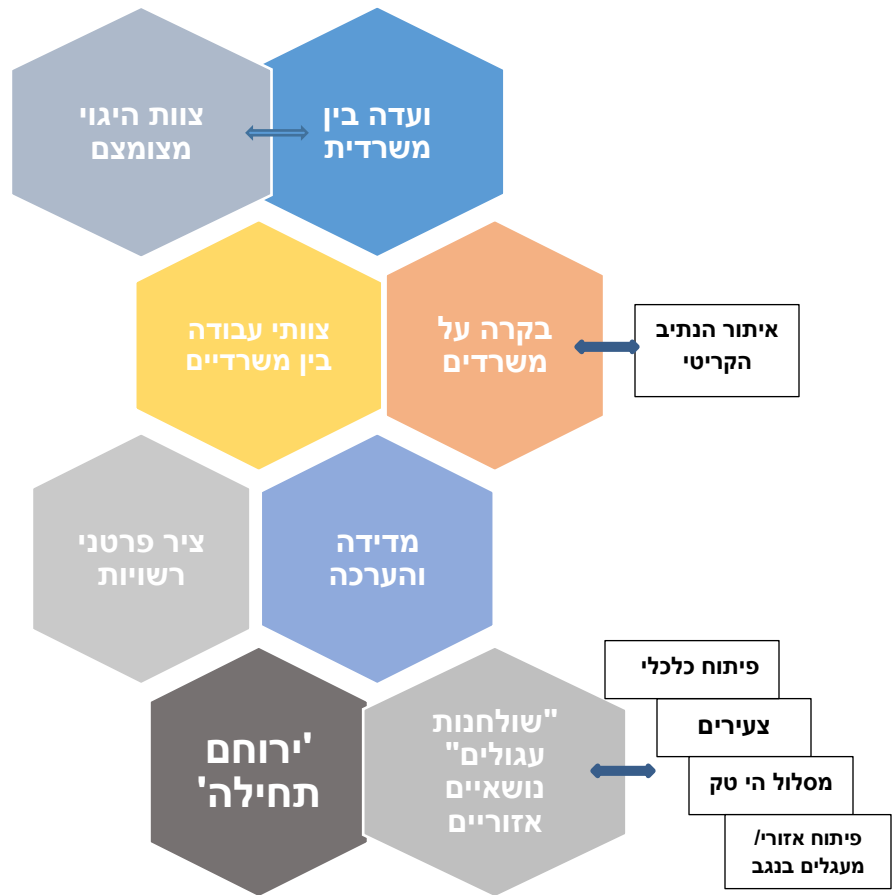 ועדה בין
משרדית
צוות היגוי
מצומצם
איתור הנתיב
הקריטי
בקרה על
משרדים
צוותי עבודה
בין משרדיים
מדידה
והערכה
ציר פרטני
רשויות
פיתוח כלכלי
צעירים
מסלול הי טק
פיתוח אזורי/
מעגלים בנגב
"שולחנות
עגולים"
נושאיים
אזוריים
'ירוחם
תחילה'